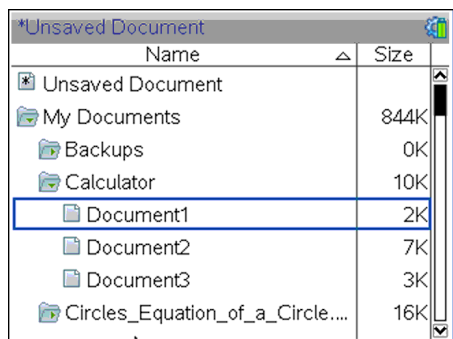 *Unsaved Document
Name Size
Unsaved Document
My Documents 844K
Backups 0K
Calculator 10K
Document1 2K
Document2 7K
Document3 3K
Circles_Equation_of_a_Circle.... 16K